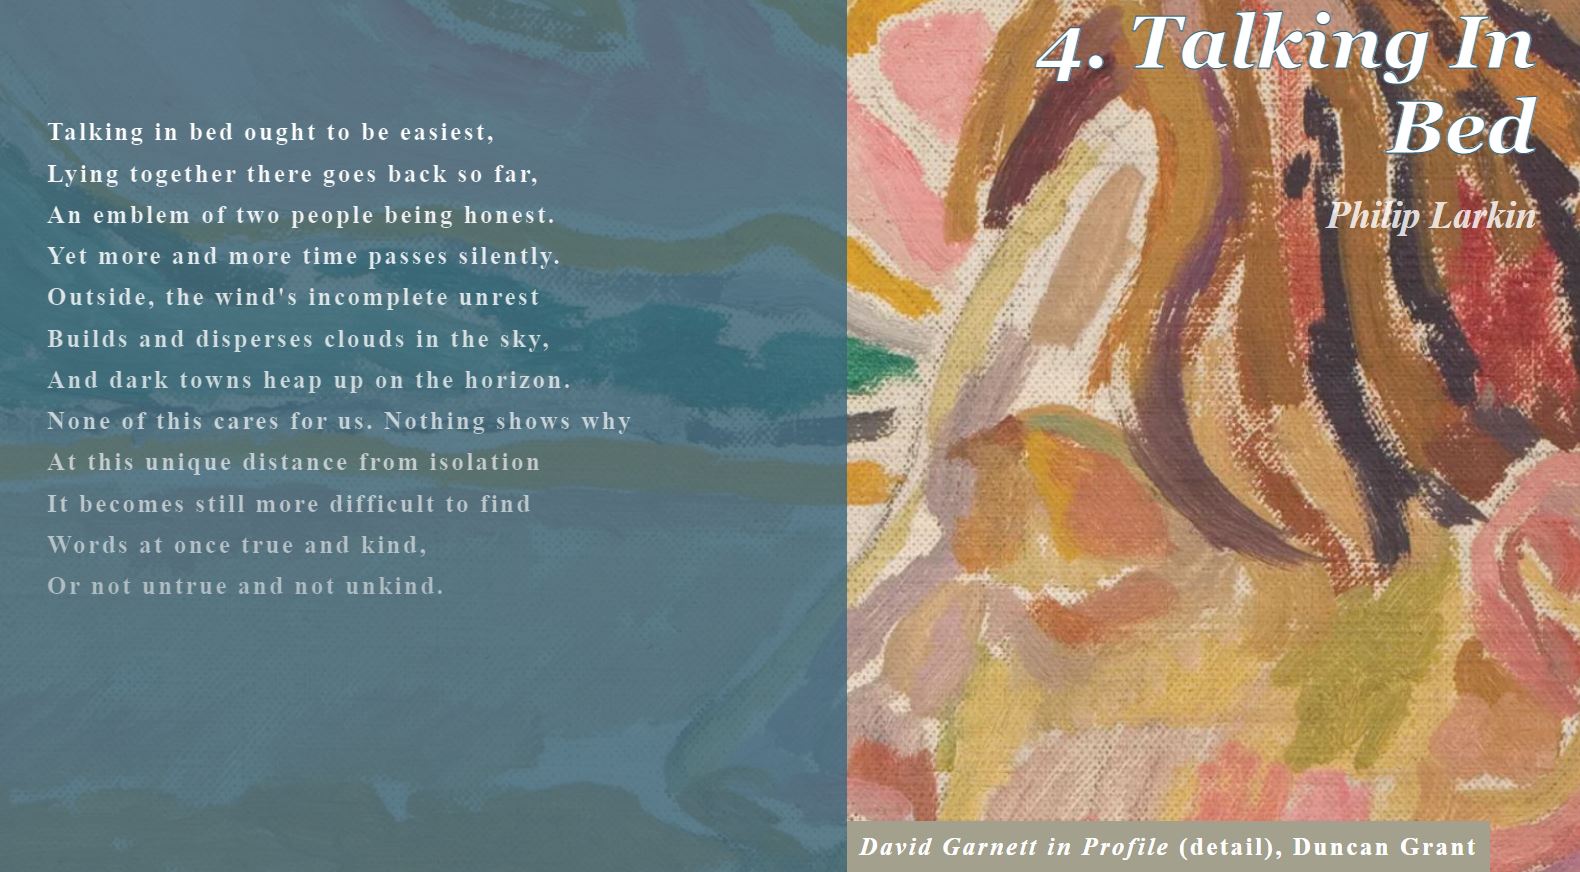 4. Talking In
Bed
Philip Larkin
Talking in bed ought to be easiest,
Lying together there goes back so far,
An emblem of two people being honest.
Yet more and more time passes silently.
Outside, the wind's incomplete unrest
Builds and disperses clouds in the sky,
And dark towns heap up on the horizon.
None of this cares for us. Nothing shows why
At this unique distance from isolation
It becomes still more difficult to find
Words at once true and kind,
Or not untrue and not unkind.
David Garnett in Profile (detail), Duncan Grant